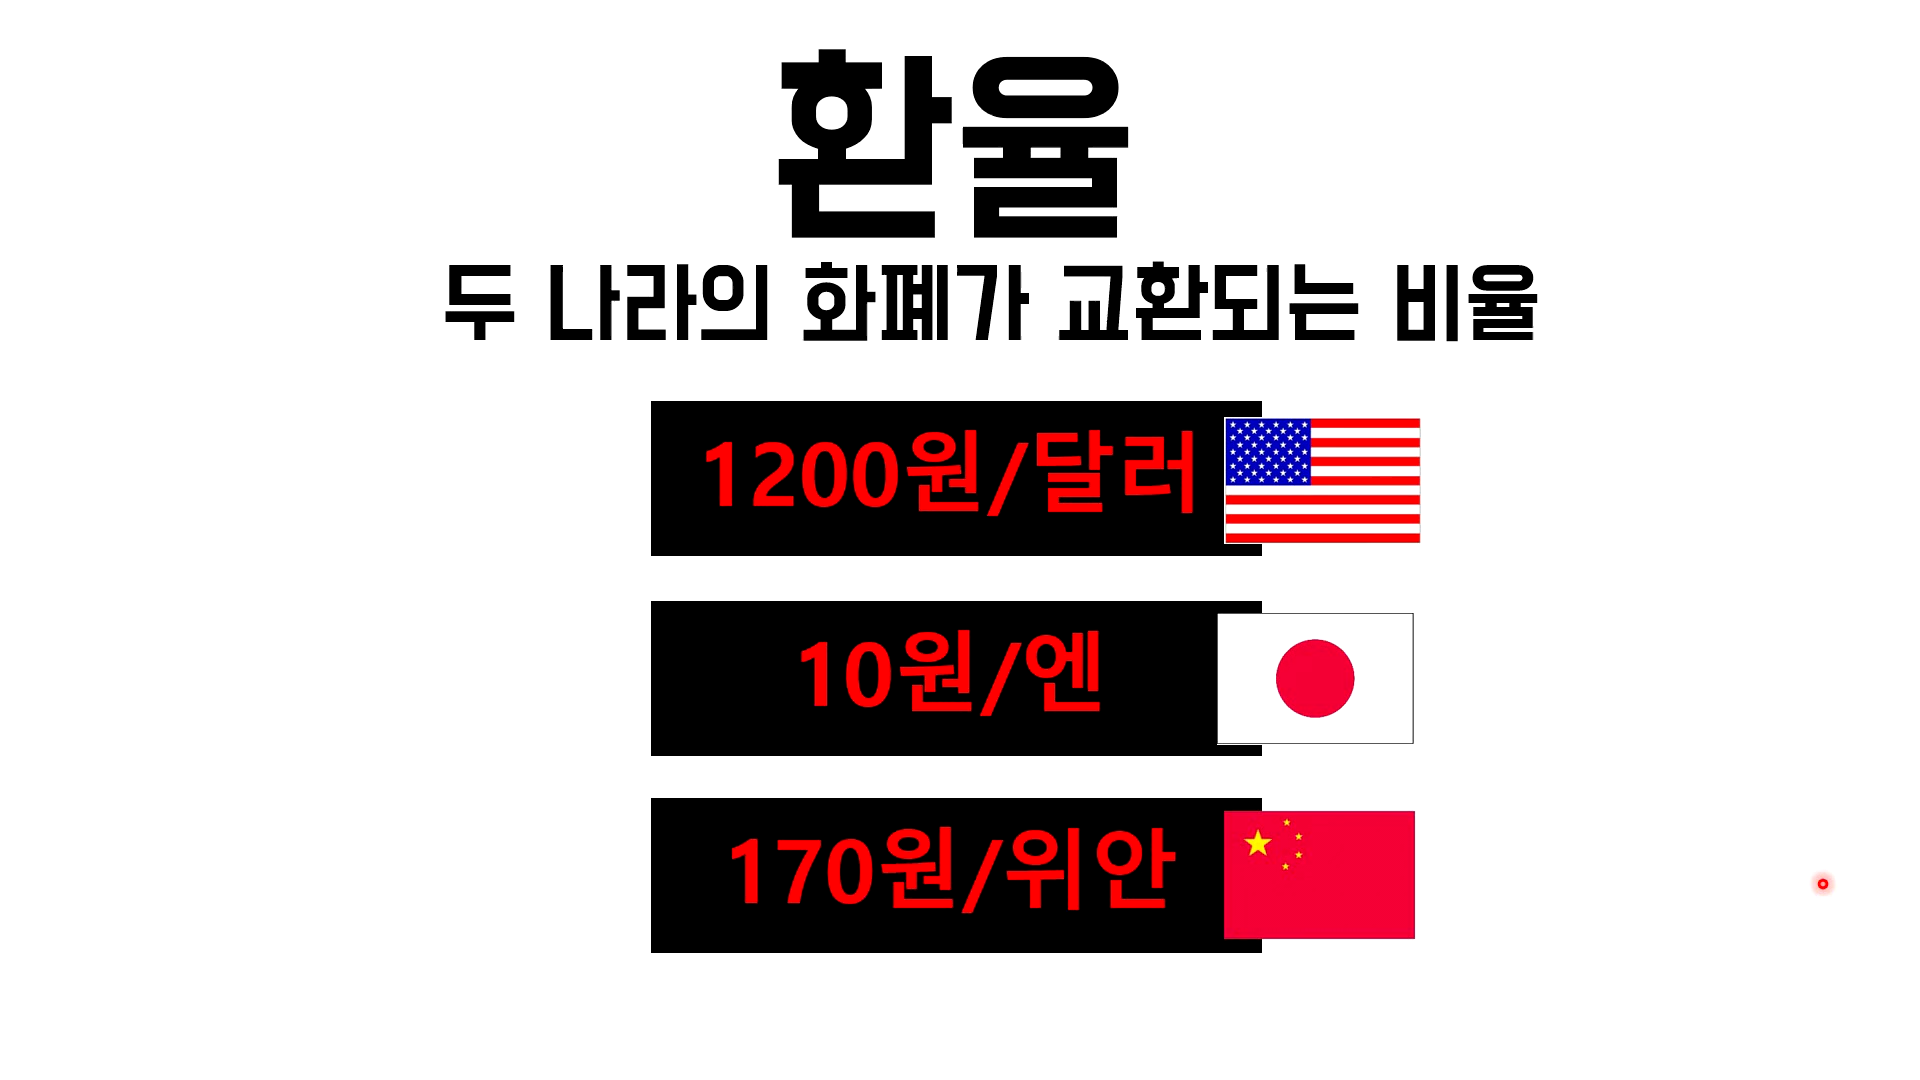 환율
두 나라의 화폐가 교환되는 비율
1200원/달러
10원/엔
170원/위안